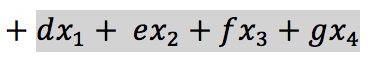 + dx₁ + ex₂ + fx₃ + gx₄